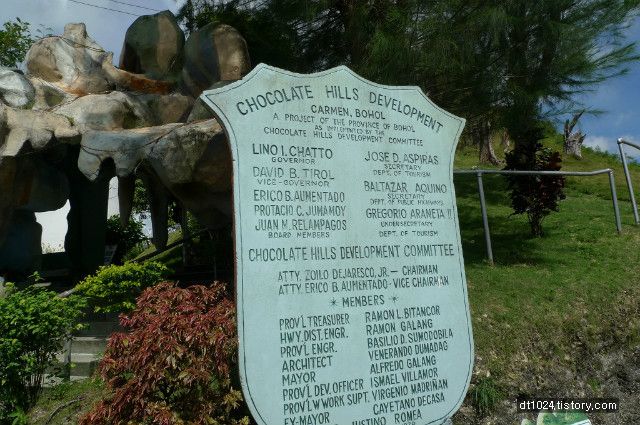 CHOCOLATE HILLS DEVELOPMENT
CARMEN, BOHOL
A PROJECT OF THE PROVINCE OF BOHOL
AS IMPLEMENTED BY THE
CHOCOLATE HILLS DEVELOPMENT COMMITTEE
LINO I. CHATTO
GOVERNOR
DAVID B. TIROL
VICE-GOVERNOR
ERICO B. AUMENTADO
PROTACIO C. JUMAMOY
JUAN M. RELAMPAGOS
BOARD MEMBERS
JOSE D. ASPIRAS
SECRETARY
DEPT. OF TOURISM
BALTAZAR AQUINO
SECRETARY
DEPT. OF PUBLIC HIGHWAYS
GREGORIO ARANETA II
UNDERSECRETARY
DEPT. OF TOURISM
CHOCOLATE HILLS DEVELOPMENT COMMITTEE
ATTY. ZOILO DEJARESCO, JR. — CHAIRMAN
ATTY. ERICO B. AUMENTADO - VICE CHAIRMAN
* MEMBERS *
PROV'L TREASURER RAMON L. BITANCOR
HWY. DIST. ENGR. RAMON GALANG
PROV'L ENGR. BASILIO D. SUMODOBILA
ARCHITECT VENERANDO DUMADAG
MAYOR ALFREDO GALANG
PROV'L DEV. OFFICER ISMAEL VILLAMOR
PROV'L W.WORK SUPT. VIRGENIO MADRIÑAN
EX-MAYOR CAYETANO DECASA
JUSTINO ROMEA
dt1024.tistory.com